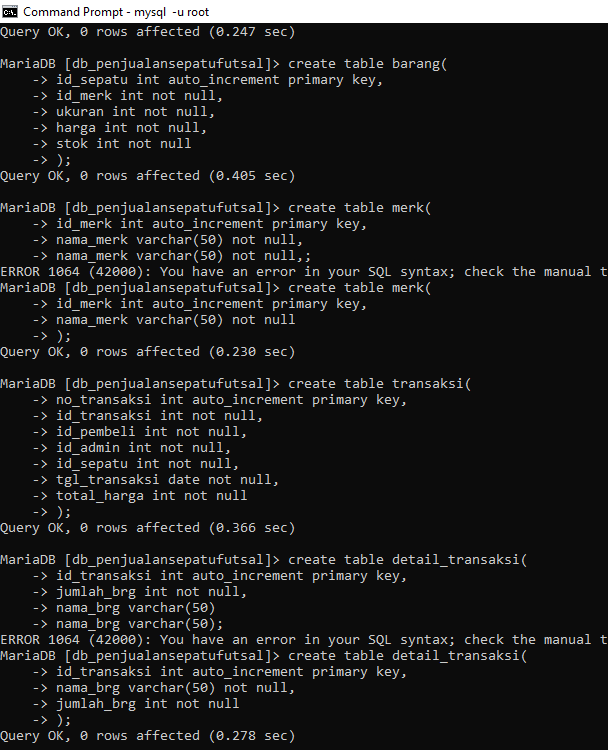 Command Prompt - mysql  -u root
Query OK, 0 rows affected (0.247 sec)
MariaDB [db_penjualansepatufutsal]> create table barang(
    -> id_sepatu int auto_increment primary key,
    -> id_merk int not null,
    -> ukuran int not null,
    -> harga int not null,
    -> stok int not null
    -> );
Query OK, 0 rows affected (0.405 sec)
MariaDB [db_penjualansepatufutsal]> create table merk(
    -> id_merk int auto_increment primary key,
    -> nama_merk varchar(50) not null,
    -> nama_merk varchar(50) not null,;
ERROR 1064 (42000): You have an error in your SQL syntax; check the manual t
MariaDB [db_penjualansepatufutsal]> create table merk(
    -> id_merk int auto_increment primary key,
    -> nama_merk varchar(50) not null
    -> );
Query OK, 0 rows affected (0.230 sec)
MariaDB [db_penjualansepatufutsal]> create table transaksi(
    -> no_transaksi int auto_increment primary key,
    -> id_transaksi int not null,
    -> id_pembeli int not null,
    -> id_admin int not null,
    -> id_sepatu int not null,
    -> tgl_transaksi date not null,
    -> total_harga int not null
    -> );
Query OK, 0 rows affected (0.366 sec)
MariaDB [db_penjualansepatufutsal]> create table detail_transaksi(
    -> id_transaksi int auto_increment primary key,
    -> jumlah_brg int not null,
    -> nama_brg varchar(50)
    -> nama_brg varchar(50);
ERROR 1064 (42000): You have an error in your SQL syntax; check the manual t
MariaDB [db_penjualansepatufutsal]> create table detail_transaksi(
    -> id_transaksi int auto_increment primary key,
    -> nama_brg varchar(50) not null,
    -> jumlah_brg int not null
    -> );
Query OK, 0 rows affected (0.278 sec)